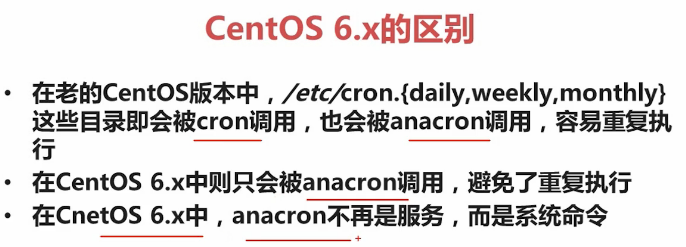 CentOS 6.x的区别
• 在老的CentOS版本中，/etc/cron.{daily,weekly,monthly}
这些目录即会被cron调用，也会被anacron调用，容易重复执
行
• 在CentOS 6.x中则只会被anacron调用，避免了重复执行
• 在CnetOS 6.x中，anacron不再是服务，而是系统命令